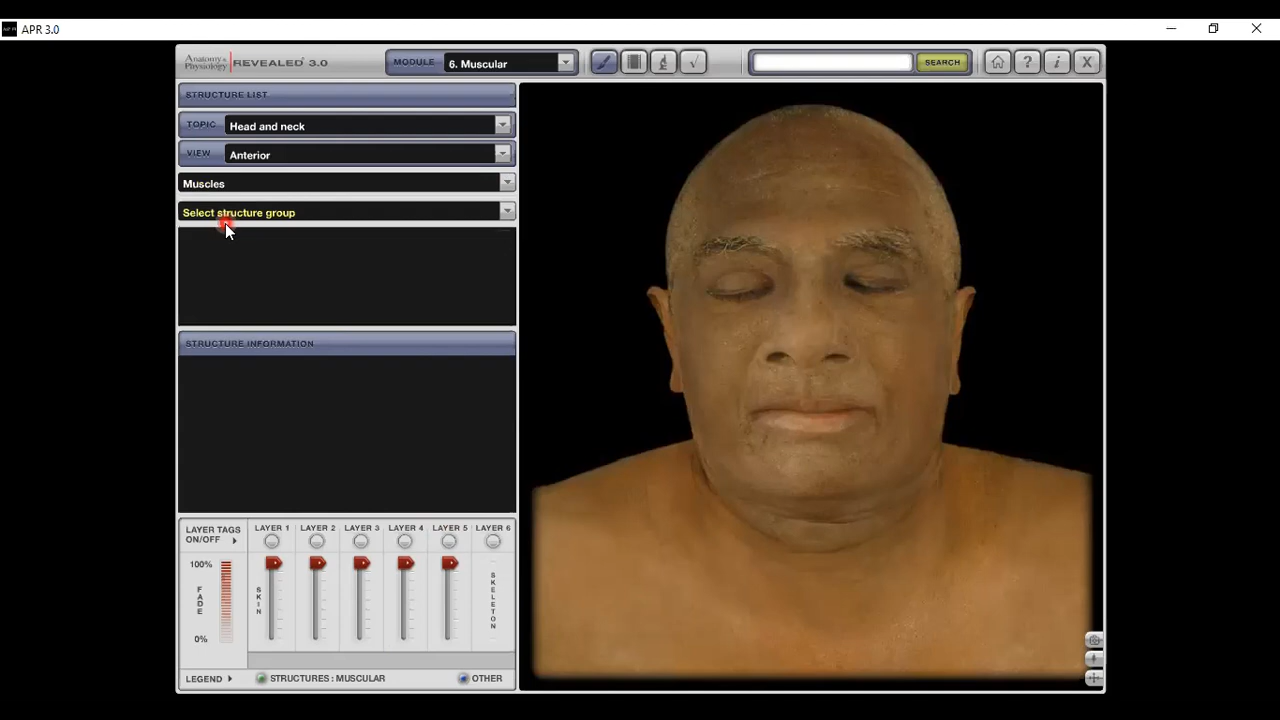 APR 3.0
Anatomy & Physiology REVEALED® 3.0
MODULE 6. Muscular
SEARCH
? i X
STRUCTURE LIST
TOPIC Head and neck
VIEW Anterior
Muscles
Select structure group
STRUCTURE INFORMATION
LAYER TAGS ON/OFF
LAYER 1 LAYER 2 LAYER 3 LAYER 4 LAYER 5 LAYER 6
100%
FADE
0%
SKIN
SKELETON
LEGEND STRUCTURES : MUSCULAR OTHER